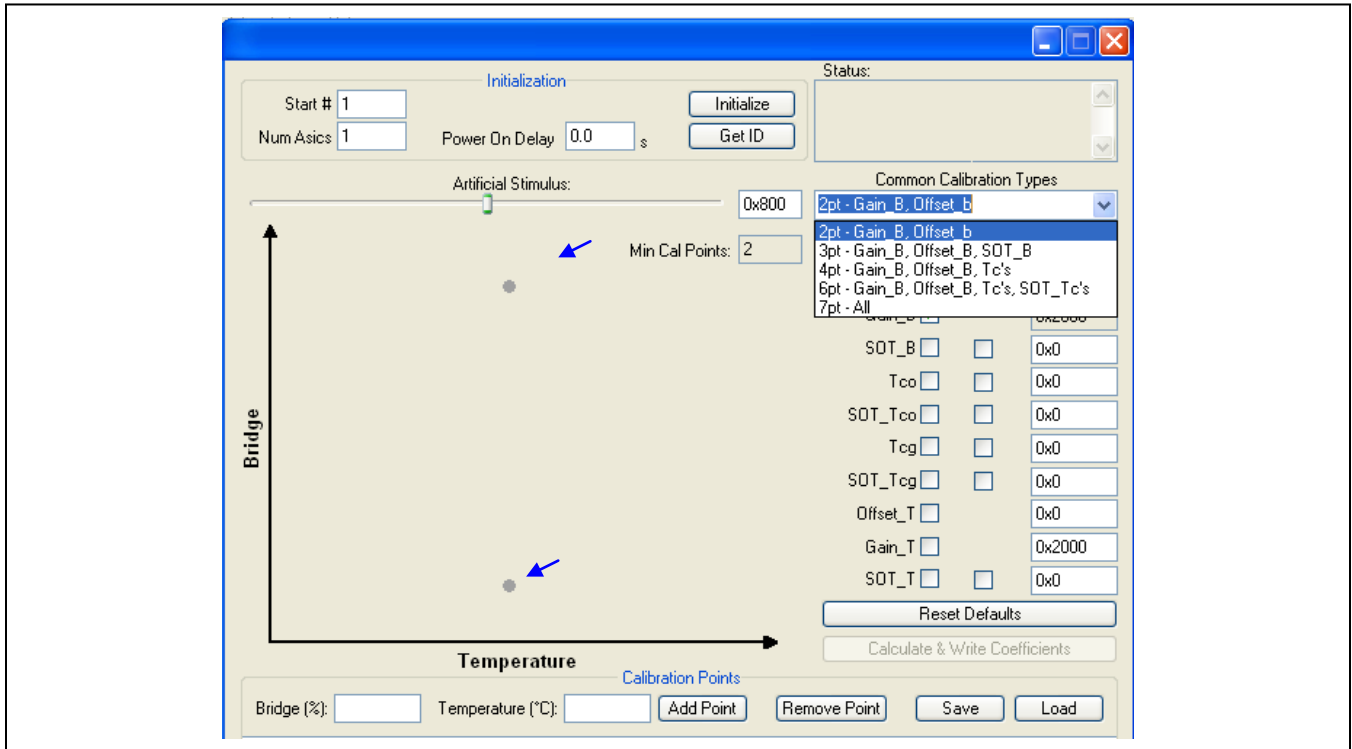 Initialization
Start # 1
Initialize
Num Asics 1
Power On Delay 0.0 s
Get ID
Status:
Artificial Stimulus:
0x800
Common Calibration Types
2pt - Gain_B, Offset_b
2pt - Gain_B, Offset_b
3pt - Gain_B, Offset_B, SOT_B
4pt - Gain_B, Offset_B, Tc's
6pt - Gain_B, Offset_B, Tc's, SOT_Tc's
7pt - All
Min Cal Points: 2
Gain_B 0x2000
SOT_B 0x0
Tco 0x0
SOT_Tco 0x0
Tcg 0x0
SOT_Tcg 0x0
Offset_T 0x0
Gain_T 0x2000
SOT_T 0x0
Reset Defaults
Calculate & Write Coefficients
Bridge
Temperature
Calibration Points
Bridge (%):
Temperature (°C):
Add Point
Remove Point
Save
Load